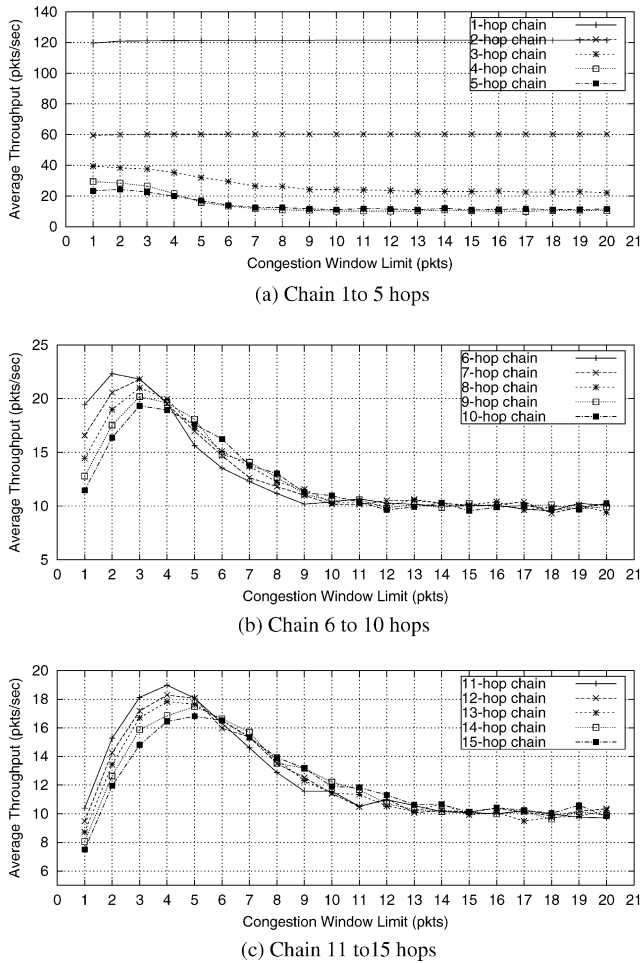 140
120
100
80
60
40
20
0
Average Throughput (pkts/sec)
1-hop chain
2-hop chain
3-hop chain
4-hop chain
5-hop chain
0 1 2 3 4 5 6 7 8 9 10 11 12 13 14 15 16 17 18 19 20 21
Congestion Window Limit (pkts)
(a) Chain 1to 5 hops
25
20
15
10
5
Average Throughput (pkts/sec)
6-hop chain
7-hop chain
8-hop chain
9-hop chain
10-hop chain
0 1 2 3 4 5 6 7 8 9 10 11 12 13 14 15 16 17 18 19 20 21
Congestion Window Limit (pkts)
(b) Chain 6 to 10 hops
20
18
16
14
12
10
8
6
Average Throughput (pkts/sec)
11-hop chain
12-hop chain
13-hop chain
14-hop chain
15-hop chain
0 1 2 3 4 5 6 7 8 9 10 11 12 13 14 15 16 17 18 19 20 21
Congestion Window Limit (pkts)
(c) Chain 11 to15 hops